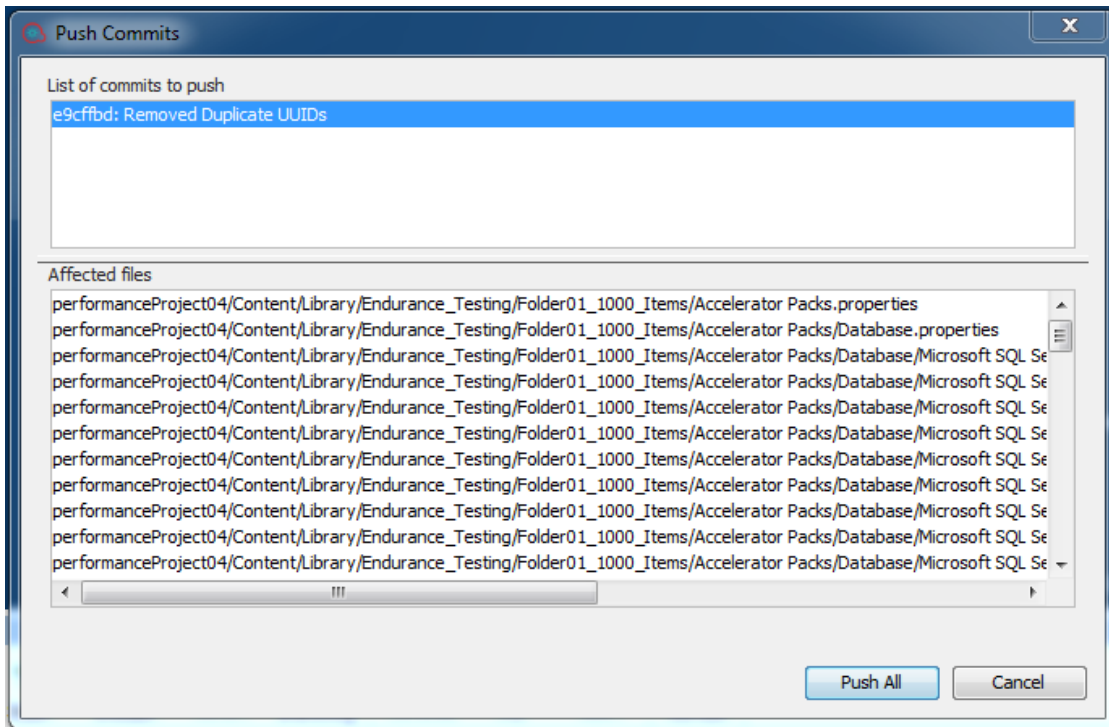 Push Commits
X
List of commits to push
e9cffbd: Removed Duplicate UUIDs
Affected files
performanceProject04/Content/Library/Endurance_Testing/Folder01_1000_Items/Accelerator Packs.properties
performanceProject04/Content/Library/Endurance_Testing/Folder01_1000_Items/Accelerator Packs/Database.properties
performanceProject04/Content/Library/Endurance_Testing/Folder01_1000_Items/Accelerator Packs/Database/Microsoft SQL Se
performanceProject04/Content/Library/Endurance_Testing/Folder01_1000_Items/Accelerator Packs/Database/Microsoft SQL Se
performanceProject04/Content/Library/Endurance_Testing/Folder01_1000_Items/Accelerator Packs/Database/Microsoft SQL Se
performanceProject04/Content/Library/Endurance_Testing/Folder01_1000_Items/Accelerator Packs/Database/Microsoft SQL Se
performanceProject04/Content/Library/Endurance_Testing/Folder01_1000_Items/Accelerator Packs/Database/Microsoft SQL Se
performanceProject04/Content/Library/Endurance_Testing/Folder01_1000_Items/Accelerator Packs/Database/Microsoft SQL Se
performanceProject04/Content/Library/Endurance_Testing/Folder01_1000_Items/Accelerator Packs/Database/Microsoft SQL Se
performanceProject04/Content/Library/Endurance_Testing/Folder01_1000_Items/Accelerator Packs/Database/Microsoft SQL Se
performanceProject04/Content/Library/Endurance_Testing/Folder01_1000_Items/Accelerator Packs/Database/Microsoft SQL Se
Push All
Cancel